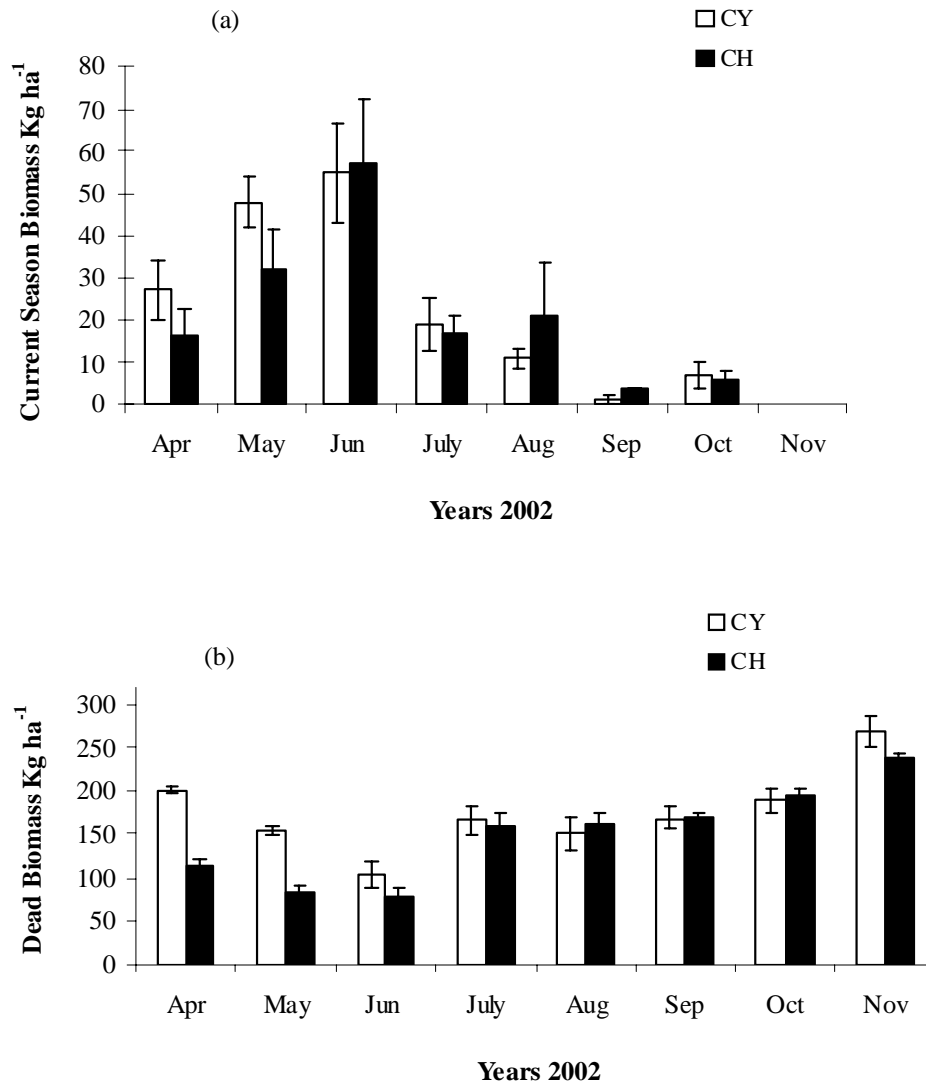 (a)
CY
CH
Current Season Biomass Kg ha-1
80
70
60
50
40
30
20
10
0
Apr May Jun July Aug Sep Oct Nov
Years 2002
(b)
CY
CH
Dead Biomass Kg ha-1
300
250
200
150
100
50
0
Apr May Jun July Aug Sep Oct Nov
Years 2002